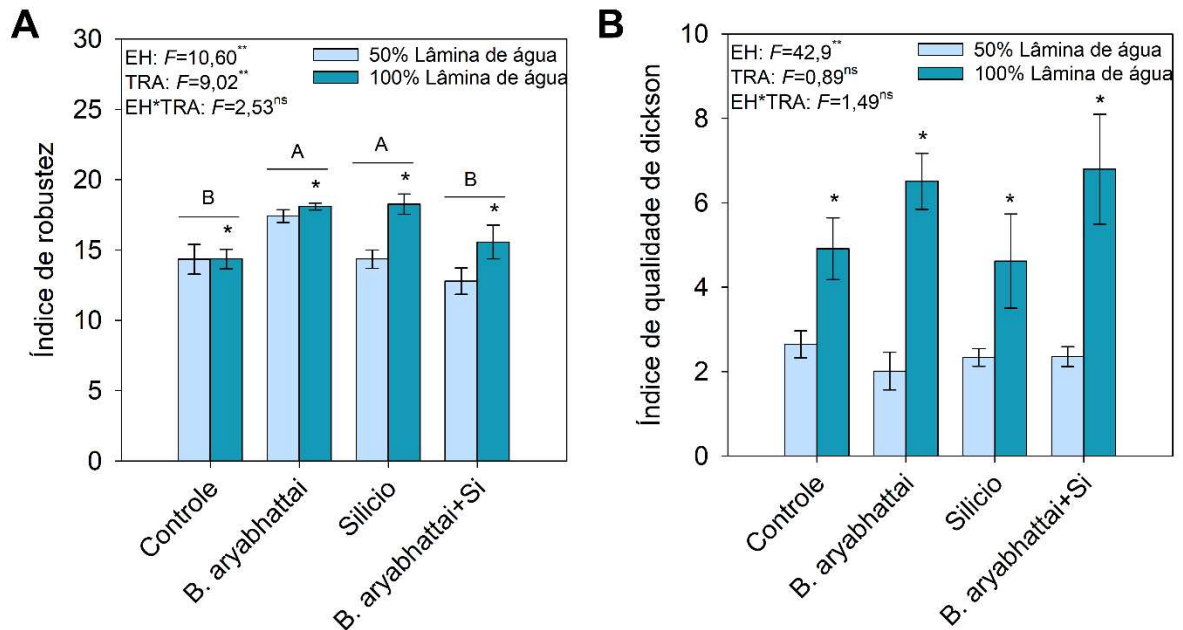 A
Índice de robustez
30
25
20
15
10
5
0
EH: F=10,60**
TRA: F=9,02**
EH*TRA: F=2,53ns
50% Lâmina de água
100% Lâmina de água
B
A
A
B
*
*
*
*
Controle
B. aryabhattai
Silicio
B. aryabhattai+Si
B
Índice de qualidade de dickson
10
8
6
4
2
0
EH: F=42,9**
TRA: F=0,89ns
EH*TRA: F=1,49ns
50% Lâmina de água
100% Lâmina de água
*
*
*
*
Controle
B. aryabhattai
Silicio
B. aryabhattai+Si